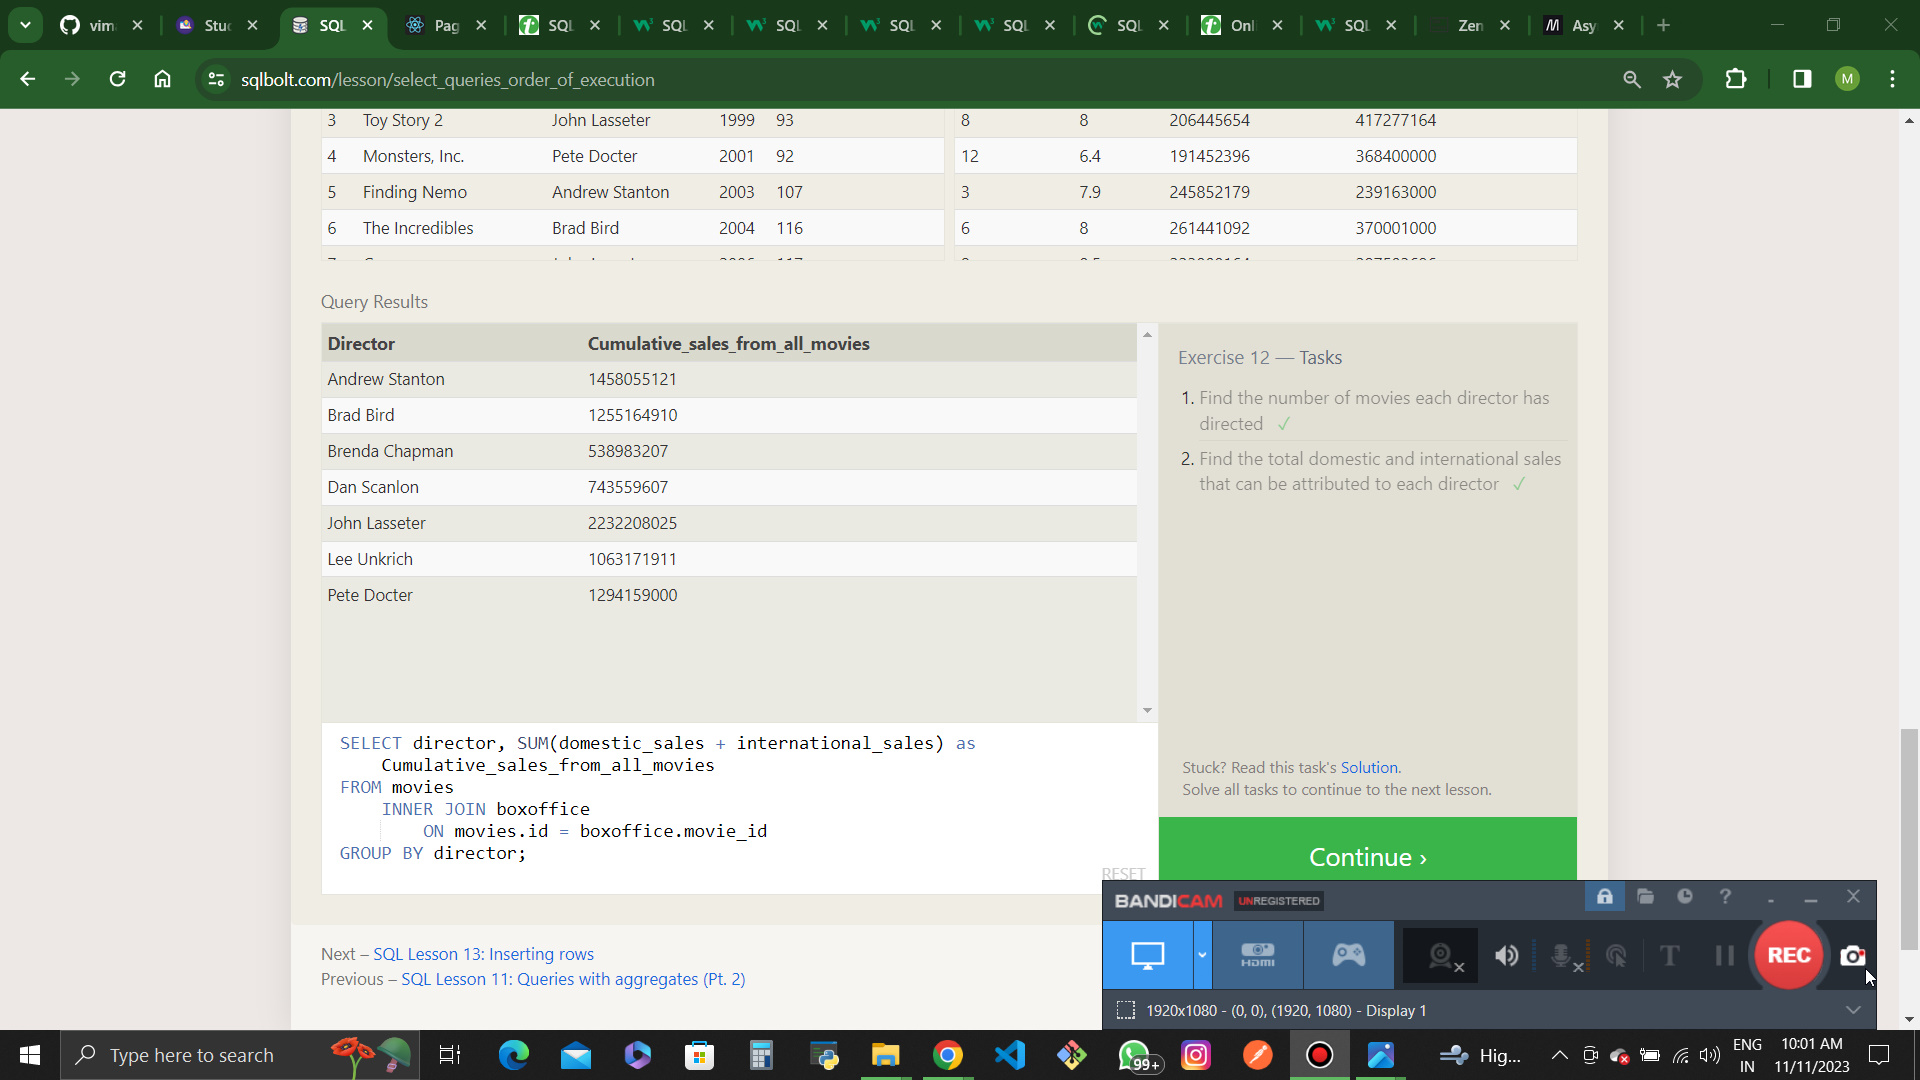 vim
Stuc
SQL
Pag
SQL
SQL
SQL
SQL
SQL
SQL
Onli
SQL
Zen
Asy
sqlbolt.com/lesson/select_queries_order_of_execution
M
3 Toy Story 2 John Lasseter 1999 93 8 8 206445654 417277164
4 Monsters, Inc. Pete Docter 2001 92 12 6.4 191452396 368400000
5 Finding Nemo Andrew Stanton 2003 107 3 7.9 245852179 239163000
6 The Incredibles Brad Bird 2004 116 6 8 261441092 370001000
Query Results
Director Cumulative_sales_from_all_movies
Andrew Stanton 1458055121
Brad Bird 1255164910
Brenda Chapman 538983207
Dan Scanlon 743559607
John Lasseter 2232208025
Lee Unkrich 1063171911
Pete Docter 1294159000
Exercise 12 — Tasks
1. Find the number of movies each director has
directed ✓
2. Find the total domestic and international sales
that can be attributed to each director ✓
SELECT director, SUM(domestic_sales + international_sales) as
Cumulative_sales_from_all_movies
FROM movies
INNER JOIN boxoffice
ON movies.id = boxoffice.movie_id
GROUP BY director;
RESET
Stuck? Read this task's Solution.
Solve all tasks to continue to the next lesson.
Continue ›
Next – SQL Lesson 13: Inserting rows
Previous – SQL Lesson 11: Queries with aggregates (Pt. 2)
BANDICAM UNREGISTERED
HDMI
REC
1920x1080 - (0, 0), (1920, 1080) - Display 1
Type here to search
99+
Hig...
ENG
IN
10:01 AM
11/11/2023